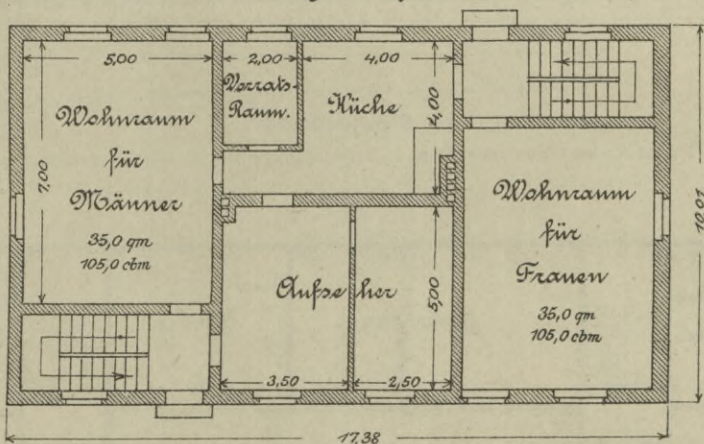 5,00
2,00
4,00
Vorrats-
Raum.
Küche
4,00
Wohnraum
für
Männer
35,0 qm
105,0 cbm
7,00
Wohnraum
für
Frauen
35,0 qm
105,0 cbm
10,01
Aufseher
5,00
3,50
2,50
17,38